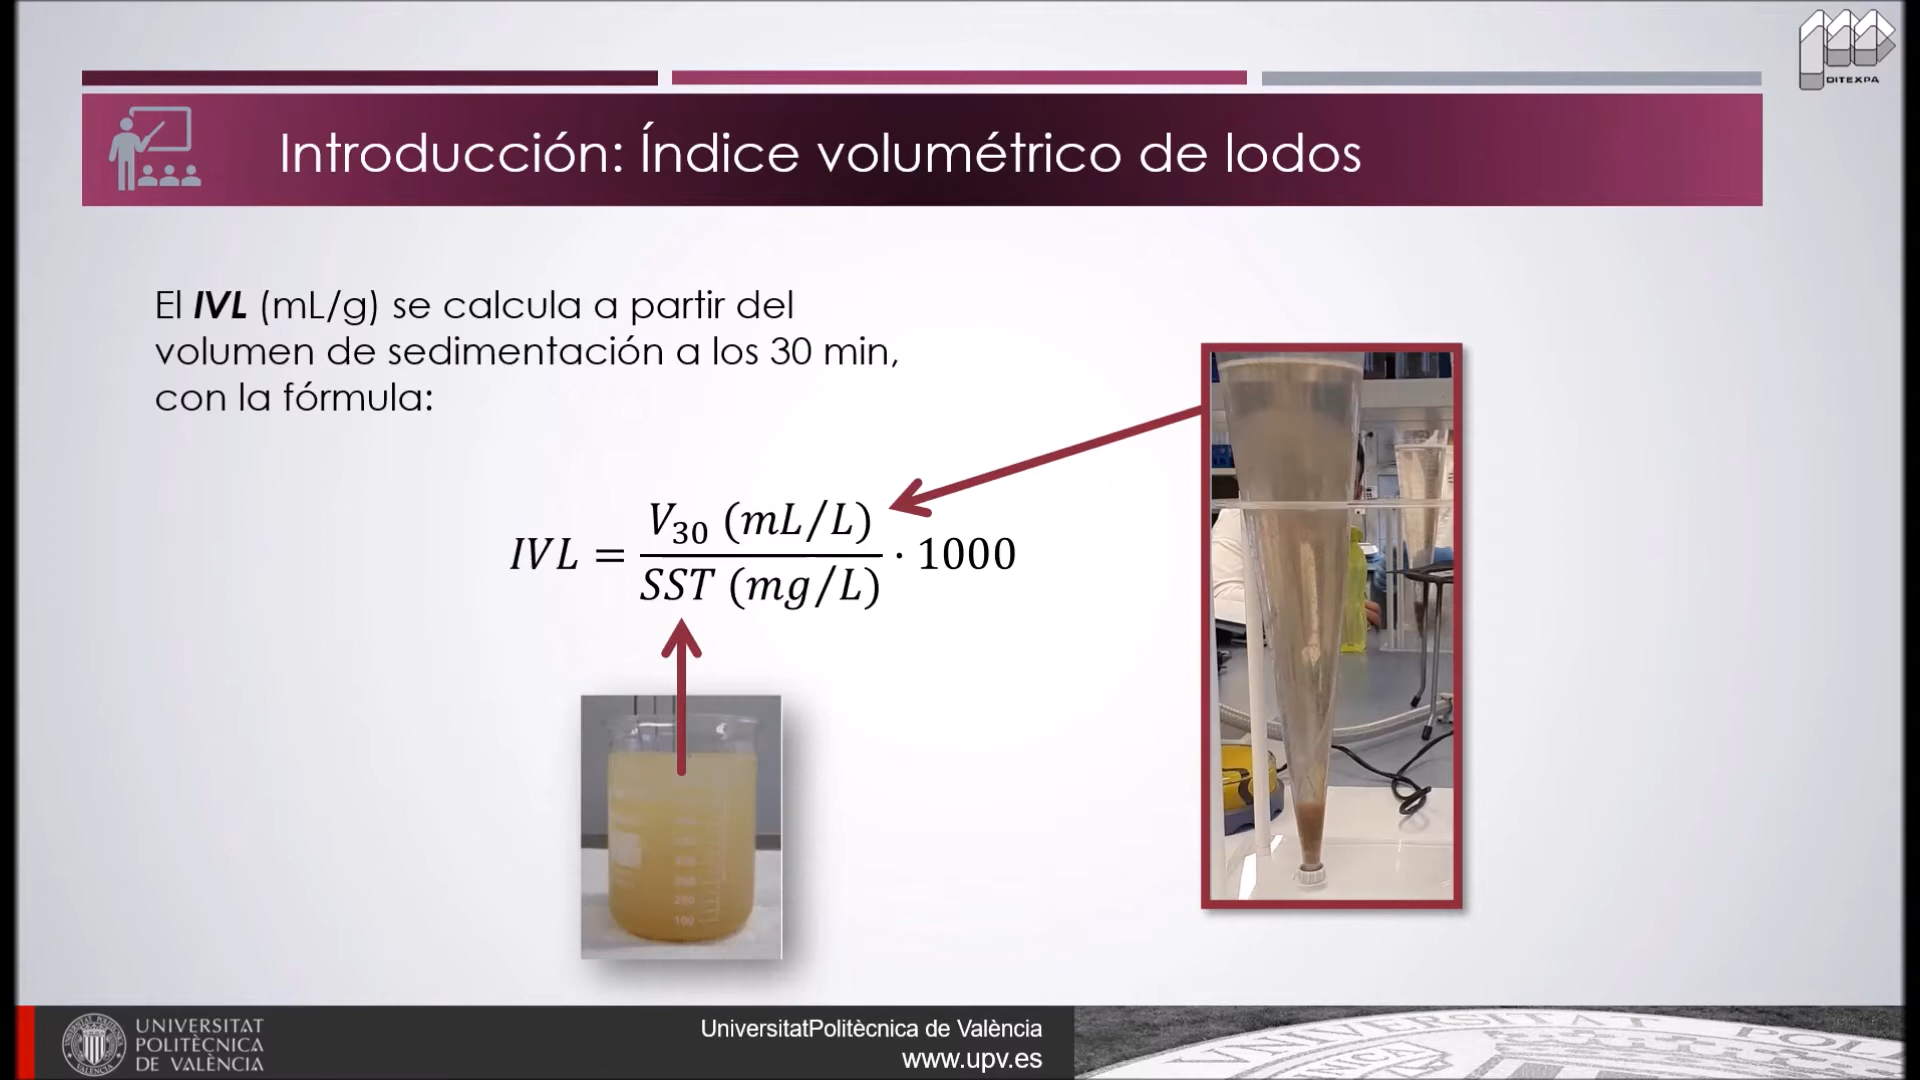 DITEXPA
Introducción: Índice volumétrico de lodos
El IVL (mL/g) se calcula a partir del
volumen de sedimentación a los 30 min,
con la fórmula:
IVL = V₃₀ (mL/L) / SST (mg/L) · 1000
200
100
UNIVERSITAT
POLITÈCNICA
DE VALÈNCIA
UniversitatPolitècnica de València
www.upv.es